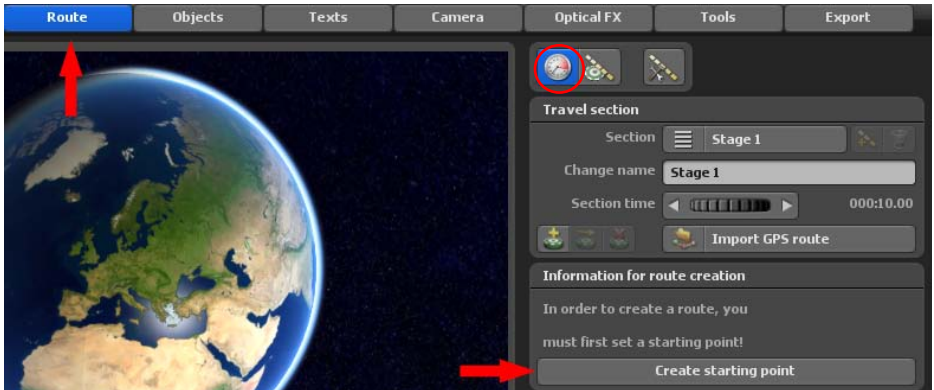 Route Objects Texts Camera Optical FX Tools Export
Travel section
Section Stage 1
Change name Stage 1
Section time 000:10.00
Import GPS route
Information for route creation
In order to create a route, you
must first set a starting point!
Create starting point